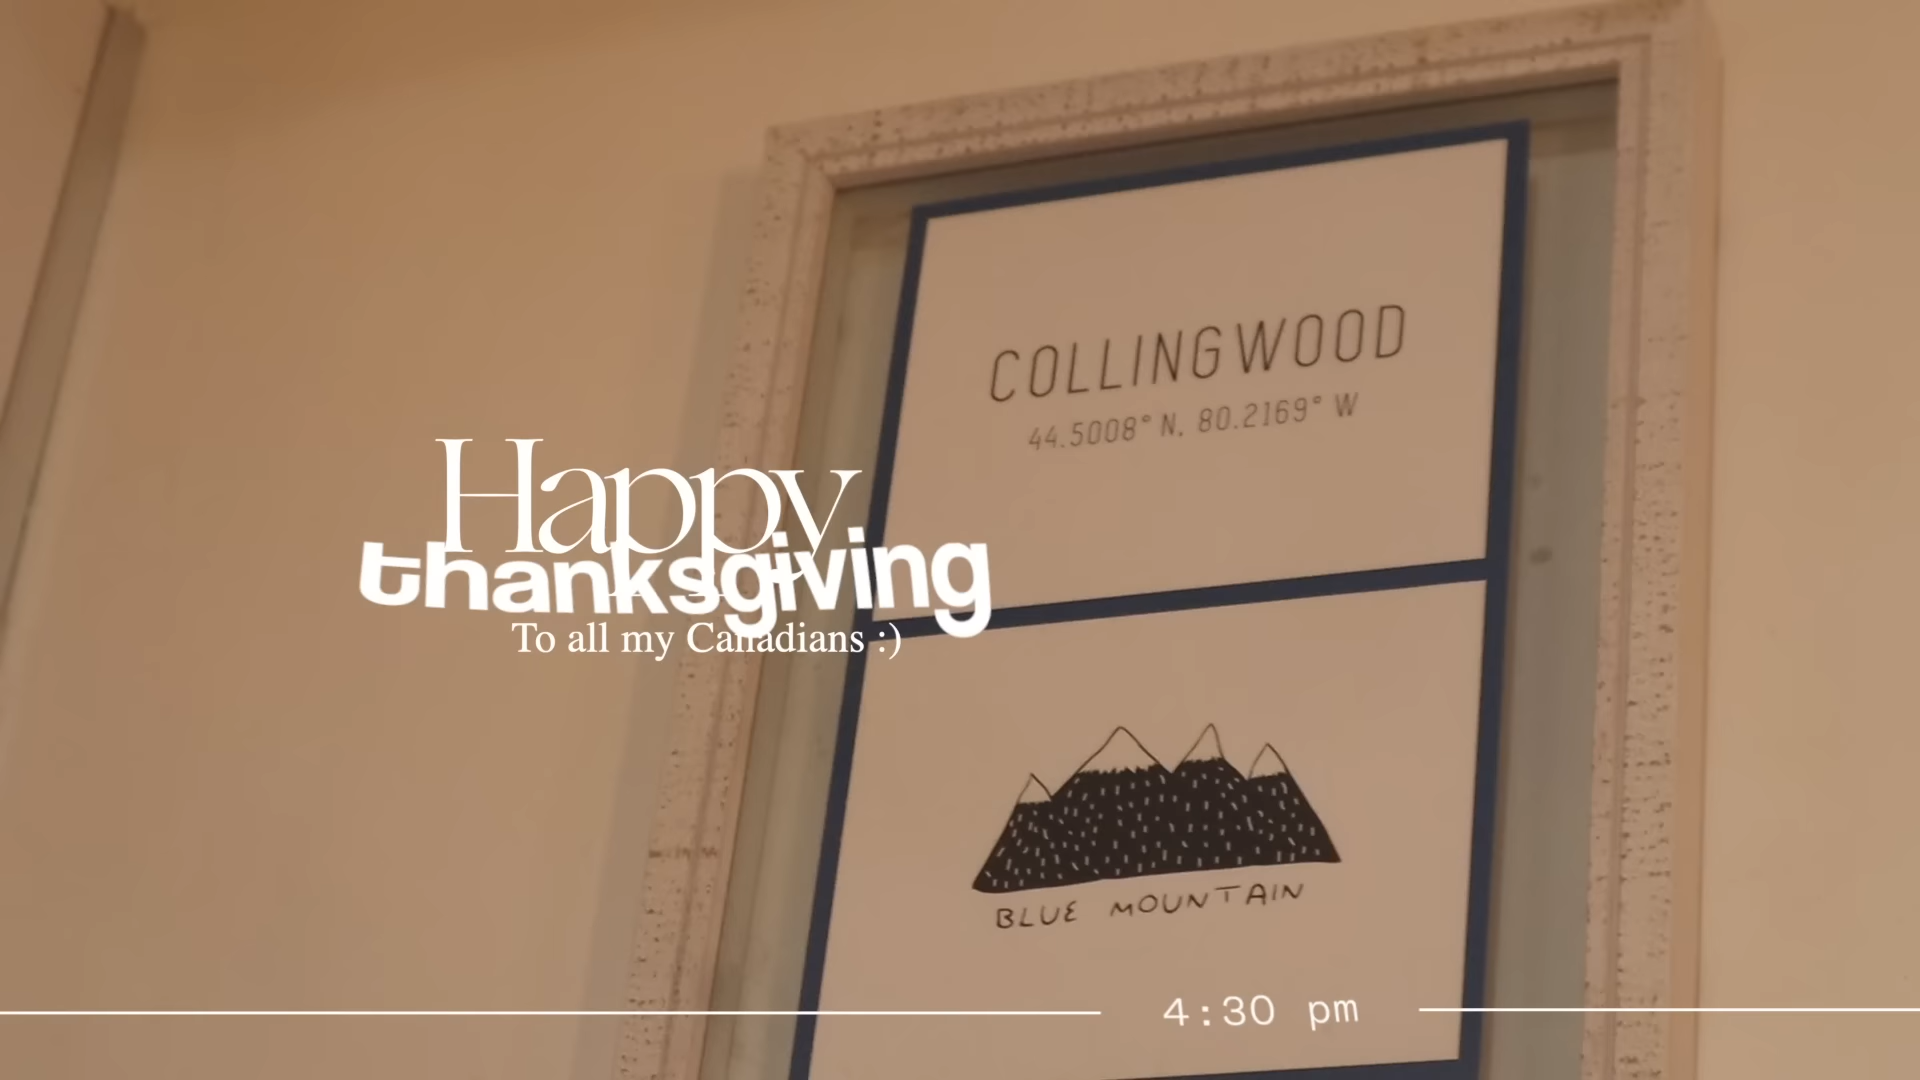 COLLINGWOOD
44.5008° N, 80.2169° W
Happy
thanksgiving
To all my Canadians :)
BLUE MOUNTAIN
4:30 pm